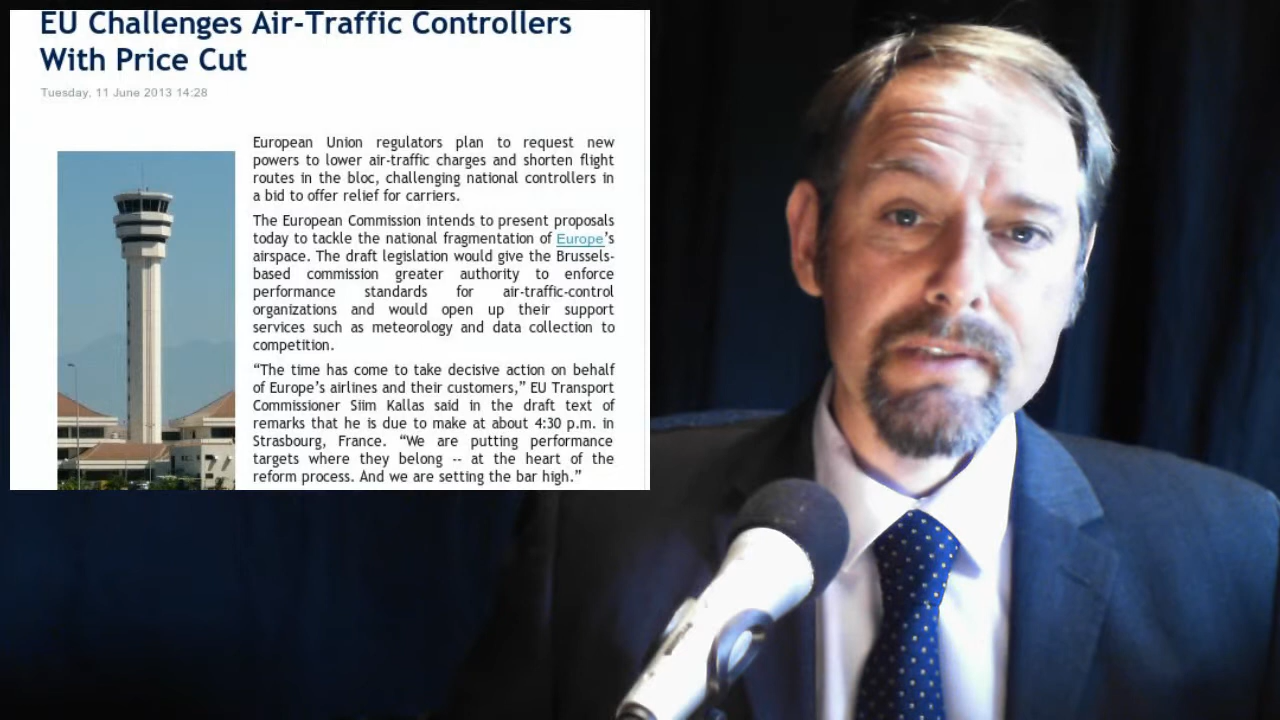 EU Challenges Air-Traffic Controllers
With Price Cut
Tuesday, 11 June 2013 14:28
European Union regulators plan to request new
powers to lower air-traffic charges and shorten flight
routes in the bloc, challenging national controllers in
a bid to offer relief for carriers.
The European Commission intends to present proposals
today to tackle the national fragmentation of Europe's
airspace. The draft legislation would give the Brussels-
based commission greater authority to enforce
performance standards for air-traffic-control
organizations and would open up their support
services such as meteorology and data collection to
competition.
“The time has come to take decisive action on behalf
of Europe's airlines and their customers,” EU Transport
Commissioner Siim Kallas said in the draft text of
remarks that he is due to make at about 4:30 p.m. in
Strasbourg, France. “We are putting performance
targets where they belong -- at the heart of the
reform process. And we are setting the bar high.”